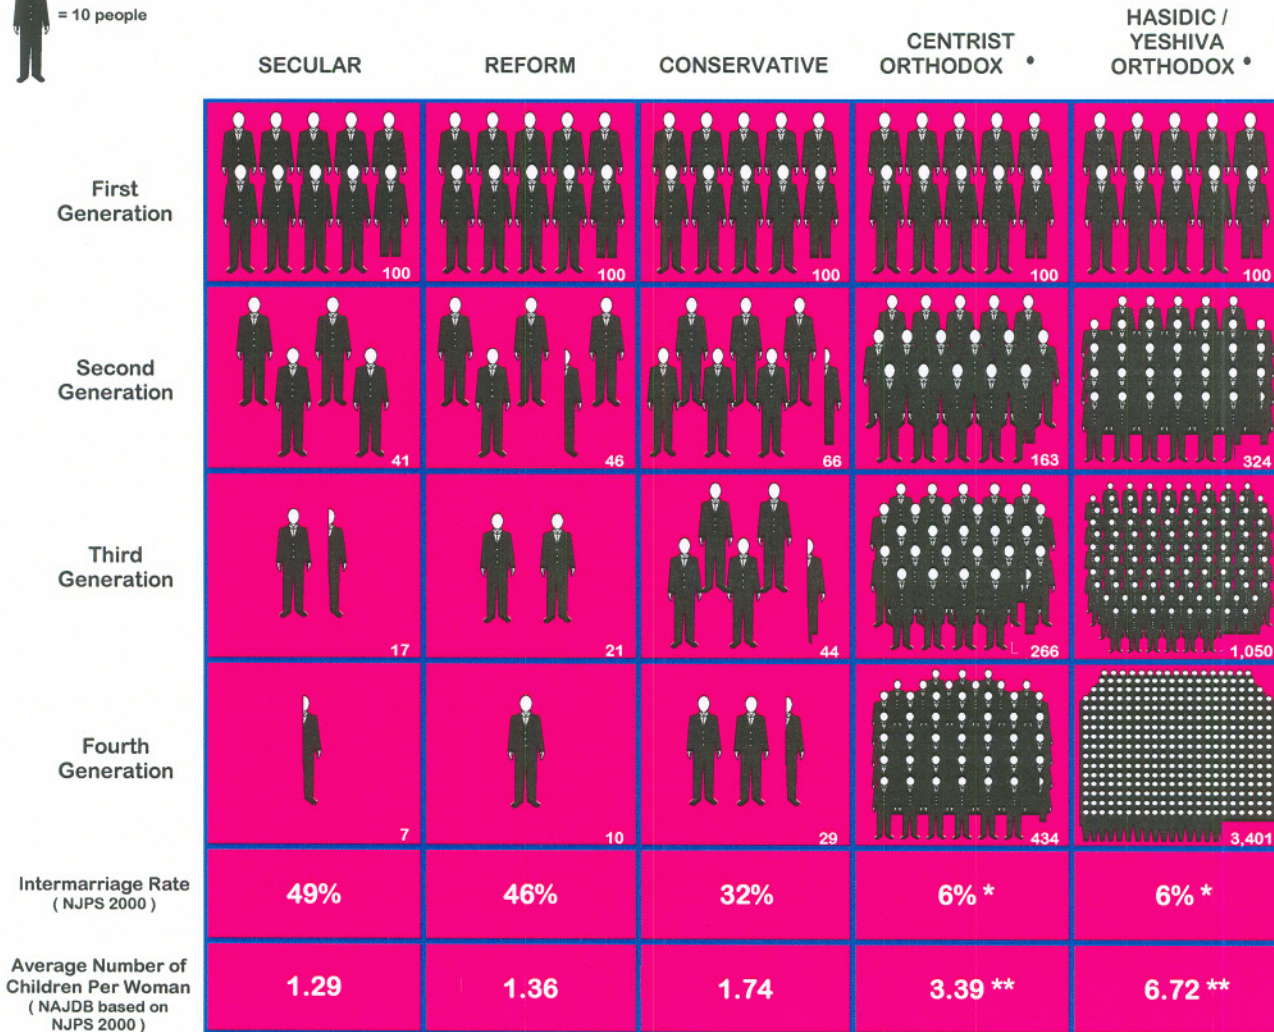 = 10 people
SECULAR
REFORM
CONSERVATIVE
CENTRIST
ORTHODOX •
HASIDIC /
YESHIVA
ORTHODOX •
First
Generation
100
100
100
100
100
Second
Generation
41
46
66
163
324
Third
Generation
17
21
44
266
1,050
Fourth
Generation
7
10
29
434
3,401
Intermarriage Rate
( NJPS 2000 )
49%
46%
32%
6% *
6% *
Average Number of
Children Per Woman
( NAJDB based on
NJPS 2000 )
1.29
1.36
1.74
3.39 **
6.72 **